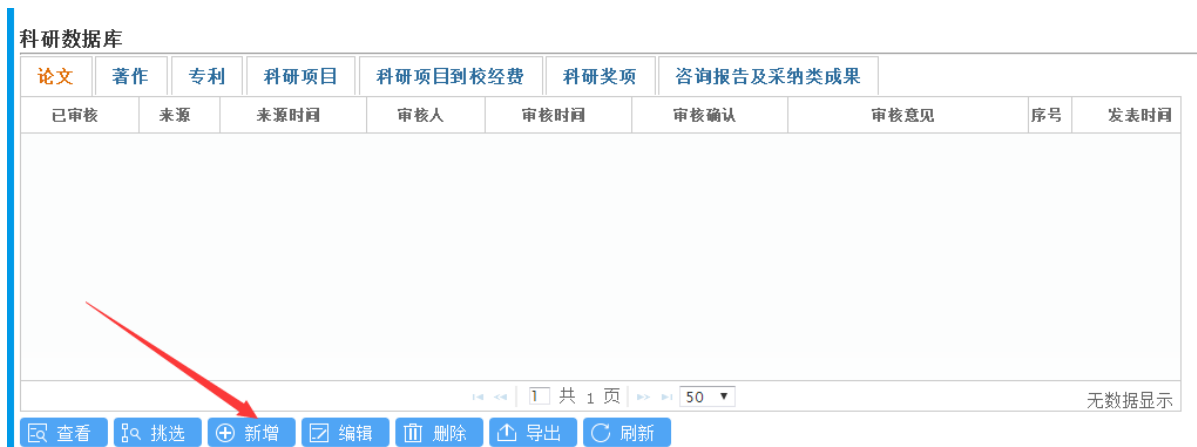 科研数据库
论文 著作 专利 科研项目 科研项目到校经费 科研奖项 咨询报告及采纳类成果
已审核 来源 来源时间 审核人 审核时间 审核确认 审核意见 序号 发表时间
1 共 1 页 50 无数据显示
查看 挑选 新增 编辑 删除 导出 刷新